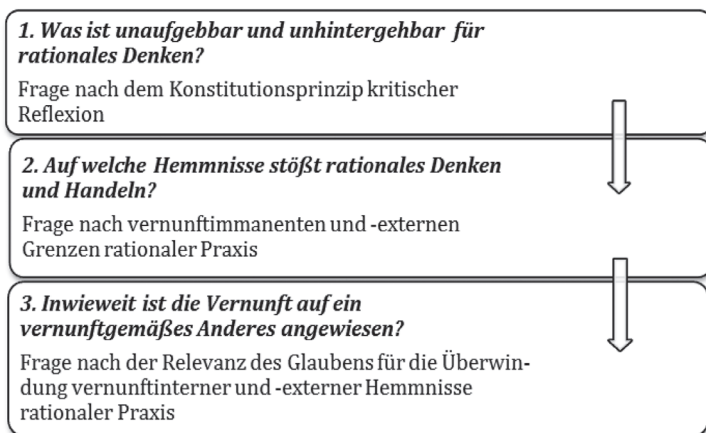 1. Was ist unaufgebbar und unhintergehbar für
rationales Denken?
Frage nach dem Konstitutionsprinzip kritischer
Reflexion
2. Auf welche Hemmnisse stößt rationales Denken
und Handeln?
Frage nach vernunftimmanenten und -externen
Grenzen rationaler Praxis
3. Inwieweit ist die Vernunft auf ein
vernunftgemäßes Anderes angewiesen?
Frage nach der Relevanz des Glaubens für die Überwin-
dung vernunftinterner und -externer Hemmnisse
rationaler Praxis